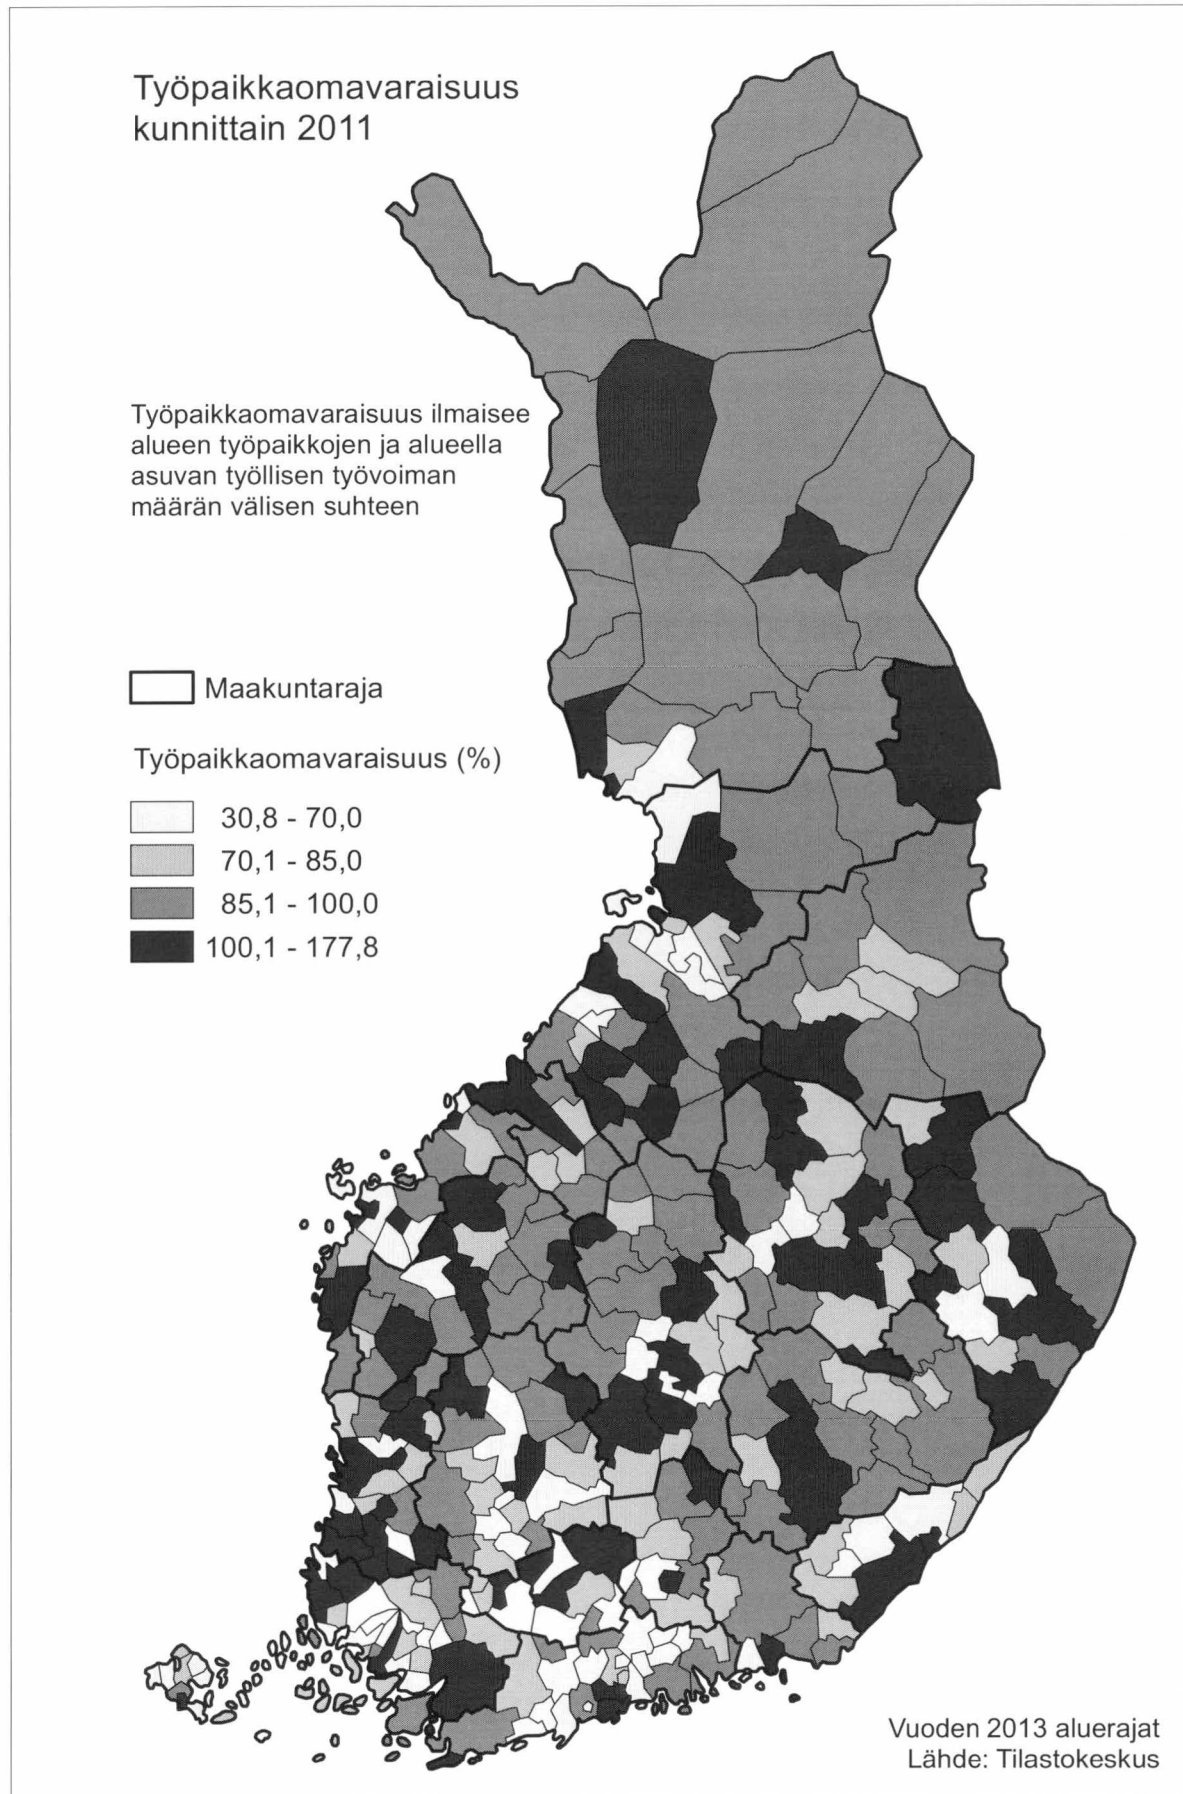 Työpaikkaomavaraisuus
kunnittain 2011
Työpaikkaomavaraisuus ilmaisee
alueen työpaikkojen ja alueella
asuvan työllisen työvoiman
määrän välisen suhteen
Maakuntaraja
Työpaikkaomavaraisuus (%)
30,8 - 70,0
70,1 - 85,0
85,1 - 100,0
100,1 - 177,8
Vuoden 2013 aluerajat
Lähde: Tilastokeskus